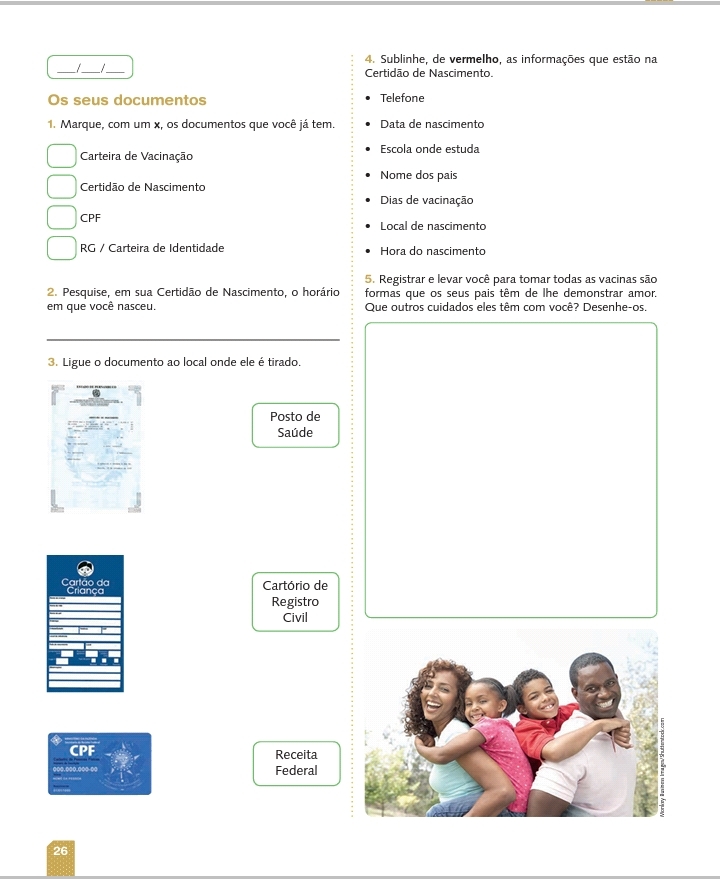 ___/___/___
Os seus documentos
1. Marque, com um x, os documentos que você já tem.
Carteira de Vacinação
Certidão de Nascimento
CPF
RG / Carteira de Identidade
2. Pesquise, em sua Certidão de Nascimento, o horário
em que você nasceu.
3. Ligue o documento ao local onde ele é tirado.
ESTADO DE PERNAMBUCO
Posto de
Saúde
Cartão da
Criança
Cartório de
Registro
Civil
CPF
000.000.000-00
Receita
Federal
26
4. Sublinhe, de vermelho, as informações que estão na
Certidão de Nascimento.
• Telefone
• Data de nascimento
• Escola onde estuda
• Nome dos pais
• Dias de vacinação
• Local de nascimento
• Hora do nascimento
5. Registrar e levar você para tomar todas as vacinas são
formas que os seus pais têm de lhe demonstrar amor.
Que outros cuidados eles têm com você? Desenhe-os.
Monkey Business Images/Shutterstock.com